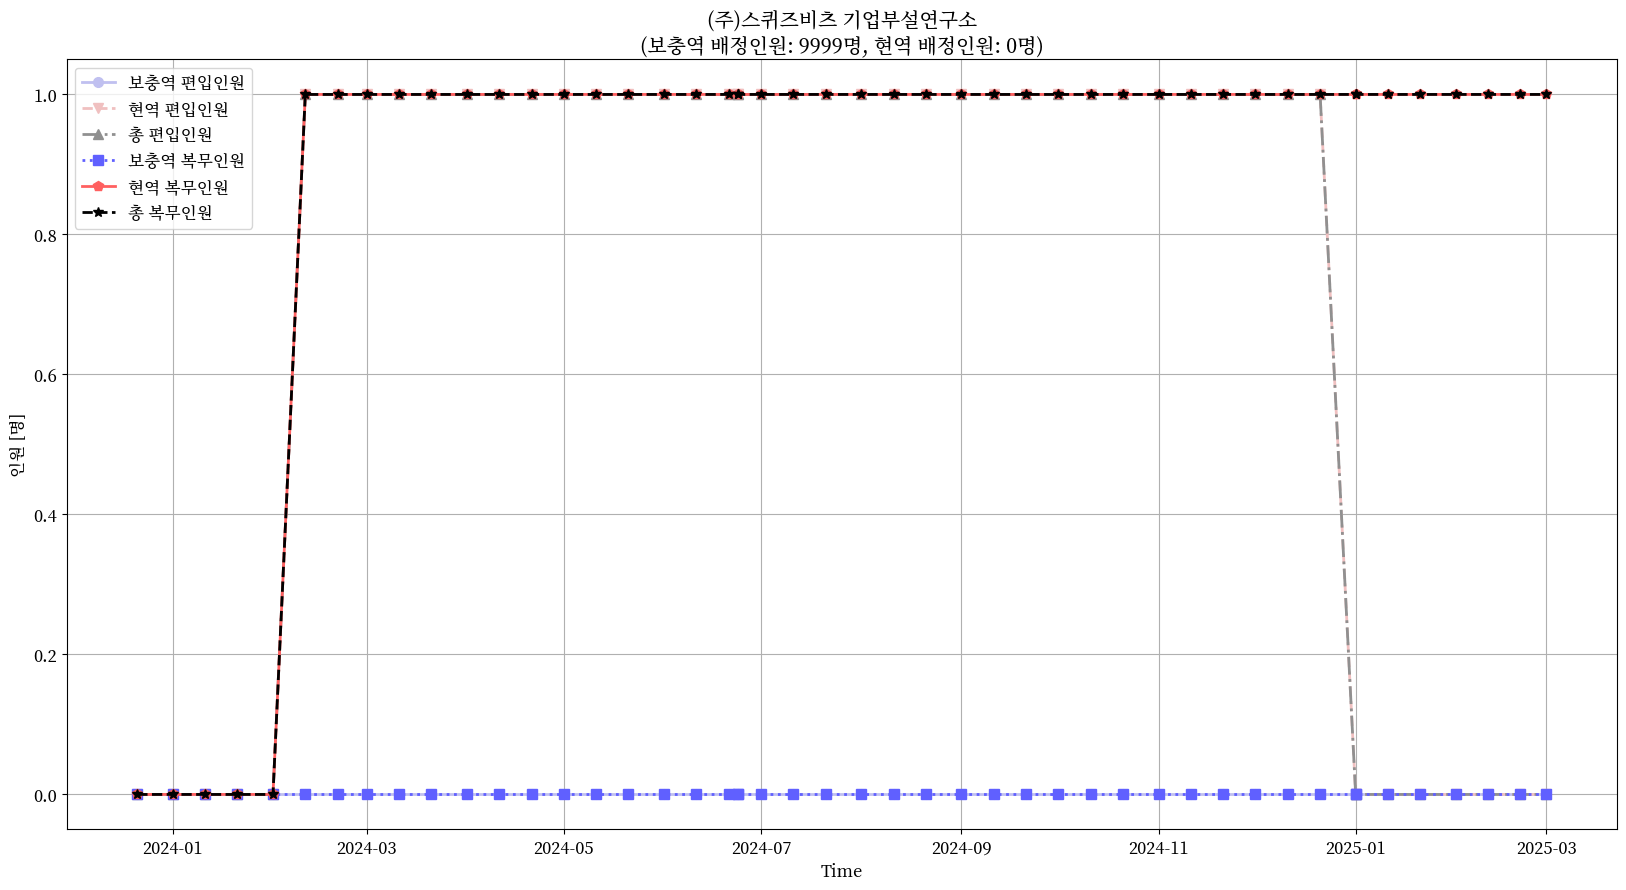 (주)스퀴즈비츠 기업부설연구소
(보충역 배정인원: 9999명, 현역 배정인원: 0명)
보충역 편입인원
현역 편입인원
총 편입인원
보충역 복무인원
현역 복무인원
총 복무인원
1.0
0.8
0.6
0.4
0.2
0.0
인원 [명]
2024-01
2024-03
2024-05
2024-07
2024-09
2024-11
2025-01
2025-03
Time